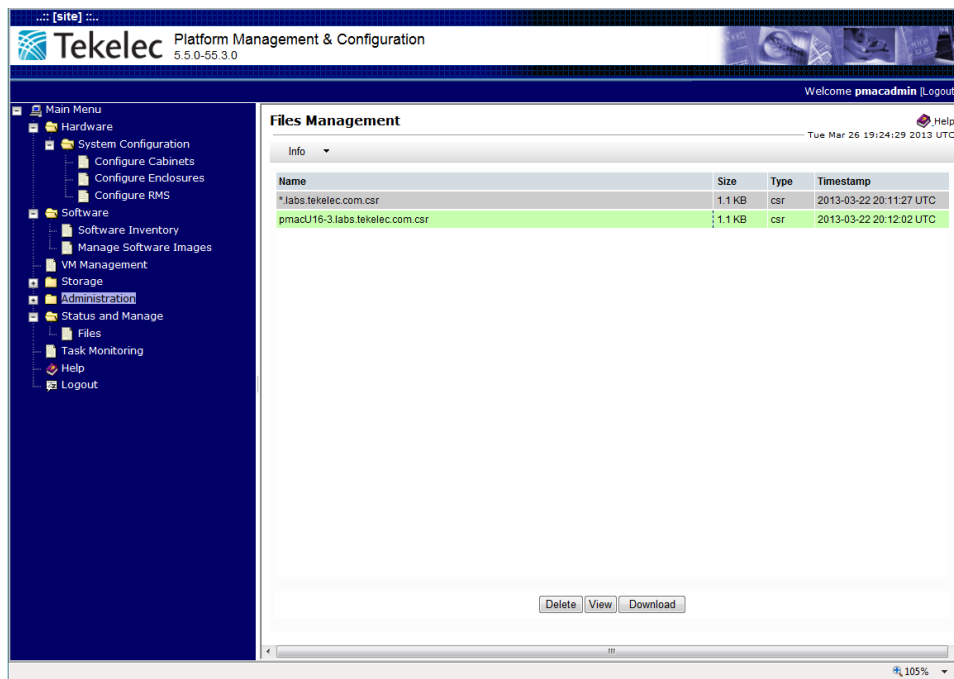 ..:: [site] ::..
Tekelec Platform Management & Configuration
5.5.0-55.3.0
Welcome pmacadmin [Logout
Main Menu
Hardware
System Configuration
Configure Cabinets
Configure Enclosures
Configure RMS
Software
Software Inventory
Manage Software Images
VM Management
Storage
Administration
Status and Manage
Files
Task Monitoring
Help
Logout
Files Management
Help
Tue Mar 26 19:24:29 2013 UTC
Info
Name Size Type Timestamp
*.labs.tekelec.com.csr 1.1 KB csr 2013-03-22 20:11:27 UTC
pmacU16-3.labs.tekelec.com.csr 1.1 KB csr 2013-03-22 20:12:02 UTC
Delete View Download
105%